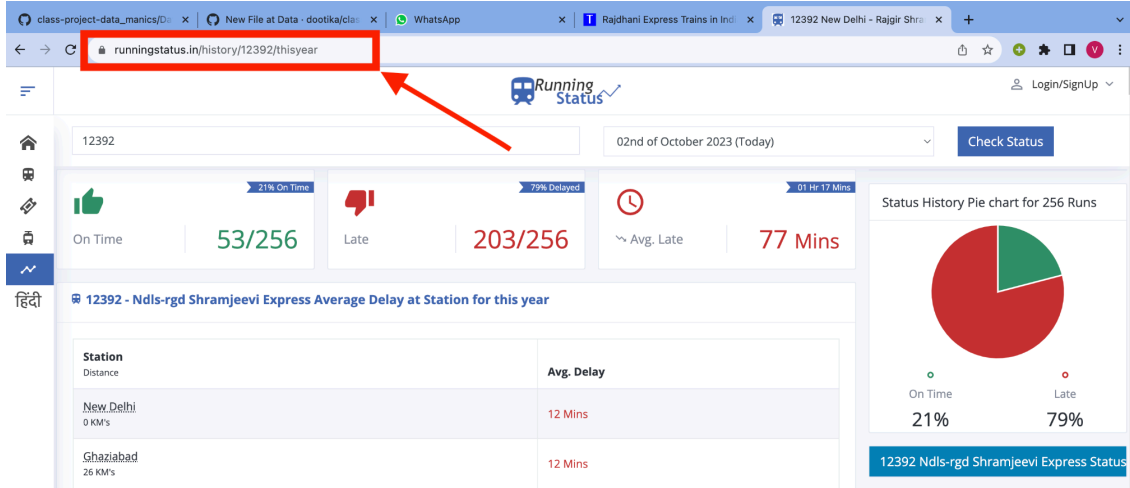 class-project-data_manics/Da
New File at Data · dootika/clas
WhatsApp
Rajdhani Express Trains in Indi
12392 New Delhi - Rajgir Shra
runningstatus.in/history/12392/thisyear
V
Running
Status
Login/SignUp
12392
02nd of October 2023 (Today)
Check Status
21% On Time
On Time
53/256
79% Delayed
Late
203/256
01 Hr 17 Mins
Avg. Late
77 Mins
Status History Pie chart for 256 Runs
On Time
21%
Late
79%
12392 Ndls-rgd Shramjeevi Express Status
हिंदी
12392 - Ndls-rgd Shramjeevi Express Average Delay at Station for this year
Station
Distance
Avg. Delay
New Delhi
0 KM's
12 Mins
Ghaziabad
26 KM's
12 Mins